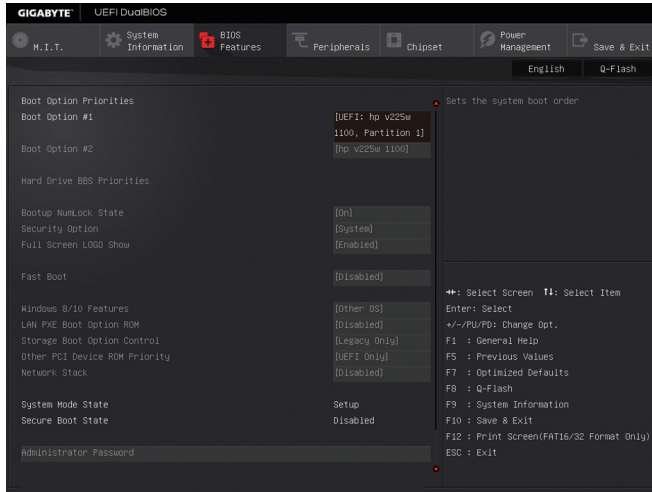 GIGABYTE™ UEFI DualBIOS
M.I.T.
System Information
BIOS Features
Peripherals
Chipset
Power Management
Save & Exit
English Q-Flash
Boot Option Priorities
Boot Option #1 [UEFI: hp v225w 1100, Partition 1]
Boot Option #2 [hp v225w 1100]
Hard Drive BBS Priorities
Bootup NumLock State [On]
Security Option [System]
Full Screen LOGO Show [Enabled]
Fast Boot [Disabled]
Windows 8/10 Features [Other OS]
LAN PXE Boot Option ROM [Disabled]
Storage Boot Option Control [Legacy Only]
Other PCI Device ROM Priority [UEFI Only]
Network Stack [Disabled]
System Mode State Setup
Secure Boot State Disabled
Administrator Password
Sets the system boot order
→←: Select Screen ↑↓: Select Item
Enter: Select
+/-/PU/PD: Change Opt.
F1 : General Help
F5 : Previous Values
F7 : Optimized Defaults
F8 : Q-Flash
F9 : System Information
F10 : Save & Exit
F12 : Print Screen(FAT16/32 Format Only)
ESC : Exit